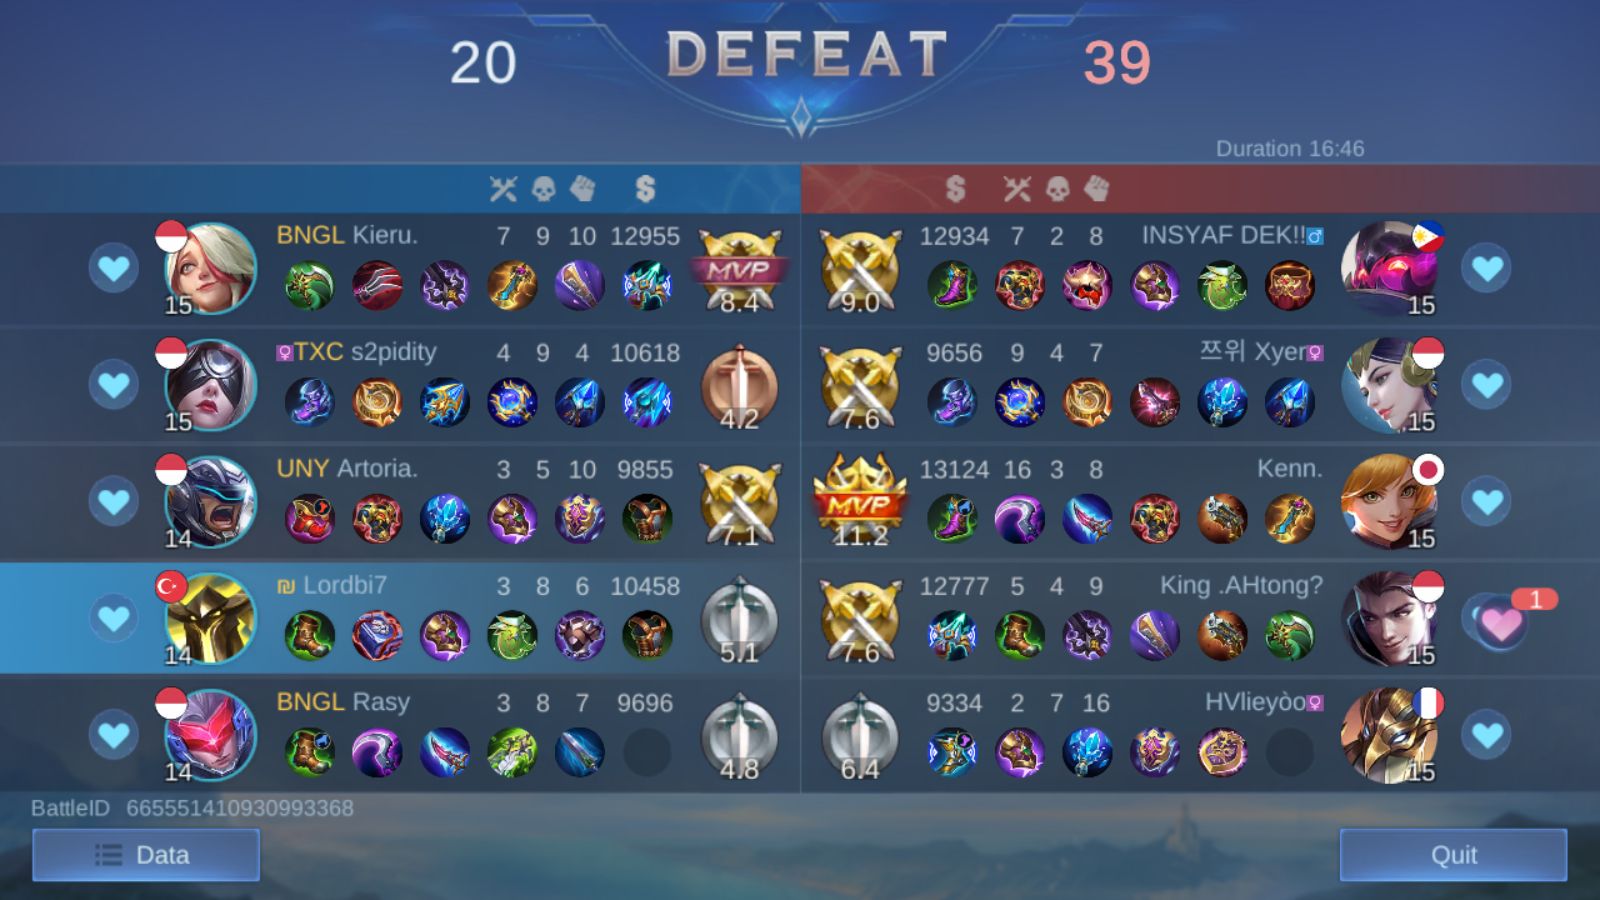 20 DEFEAT 39
Duration 16:46
BNGL Kieru. 7 9 10 12955 MVP 8.4 15
9.0 12934 7 2 8 INSYAF DEK!! 15
TXC s2pidity 4 9 4 10618 4.2 15
7.6 9656 9 4 7 쯔위 Xyer 15
UNY Artoria. 3 5 10 9855 7.1 14
MVP 11.2 13124 16 3 8 Kenn. 15
₪ Lordbi7 3 8 6 10458 5.1 14
7.6 12777 5 4 9 King .AHtong? 15 1
BNGL Rasy 3 8 7 9696 4.8 14
6.4 9334 2 7 16 HVlieyòo 15
BattleID 665551410930993368
Data
Quit